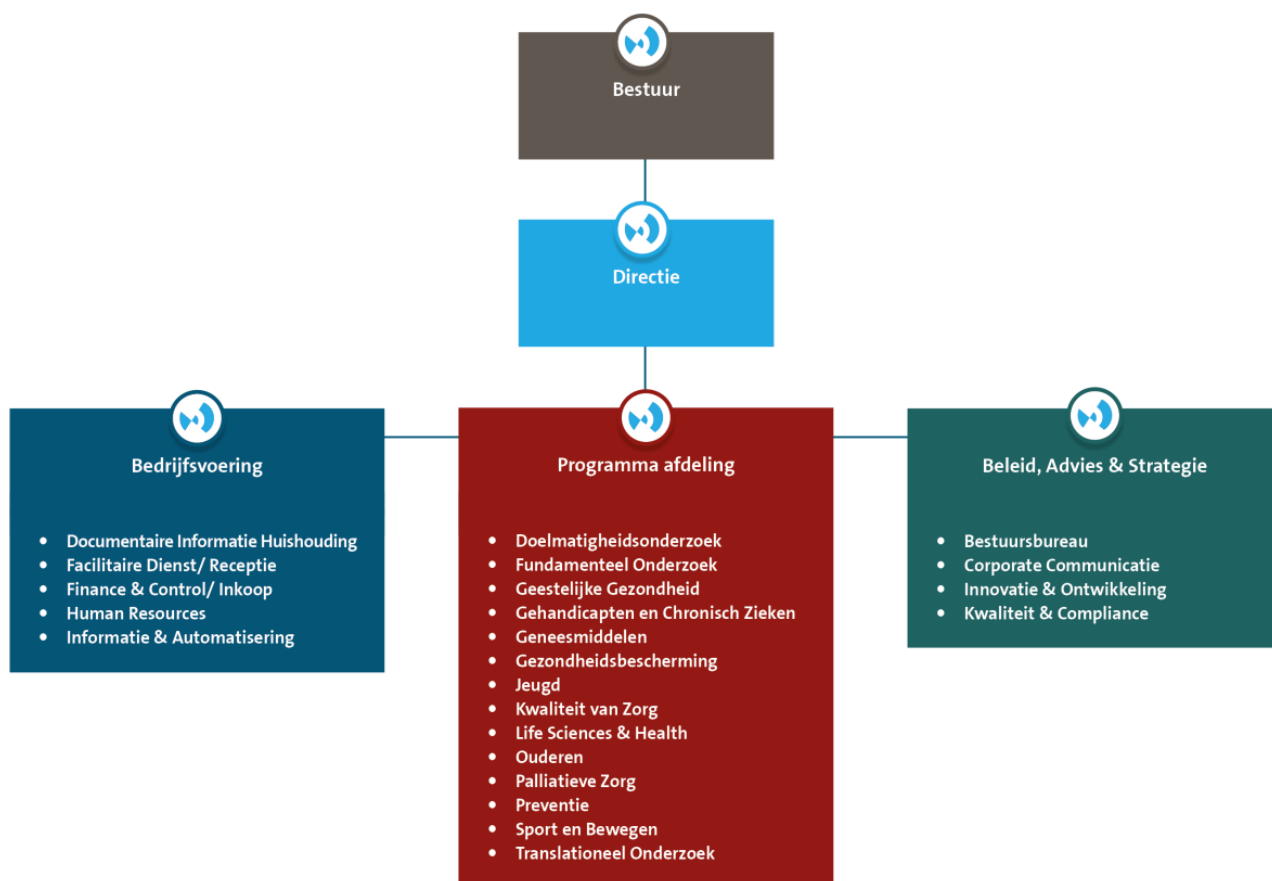 Bestuur
Directie
Bedrijfsvoering
• Documentaire Informatie Huishouding
• Facilitaire Dienst/ Receptie
• Finance & Control/ Inkoop
• Human Resources
• Informatie & Automatisering
Programma afdeling
• Doelmatigheidsonderzoek
• Fundamenteel Onderzoek
• Geestelijke Gezondheid
• Gehandicapten en Chronisch Zieken
• Geneesmiddelen
• Gezondheidsbescherming
• Jeugd
• Kwaliteit van Zorg
• Life Sciences & Health
• Ouderen
• Palliatieve Zorg
• Preventie
• Sport en Bewegen
• Translationeel Onderzoek
Beleid, Advies & Strategie
• Bestuursbureau
• Corporate Communicatie
• Innovatie & Ontwikkeling
• Kwaliteit & Compliance